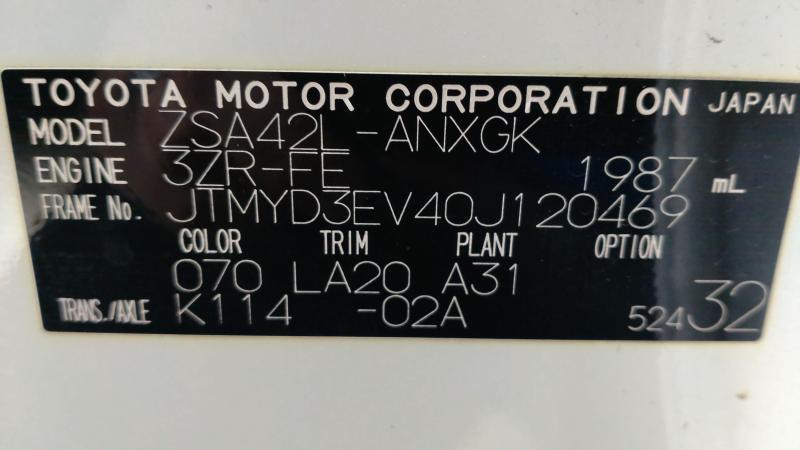 TOYOTA MOTOR CORPORATION JAPAN
MODEL ZSA42L-ANXGK
ENGINE 3ZR-FE 1987 mL
FRAME No. JTMYD3EV40J120469
COLOR TRIM PLANT OPTION
070 LA20 A31
TRANS./AXLE K114 -02A 52432